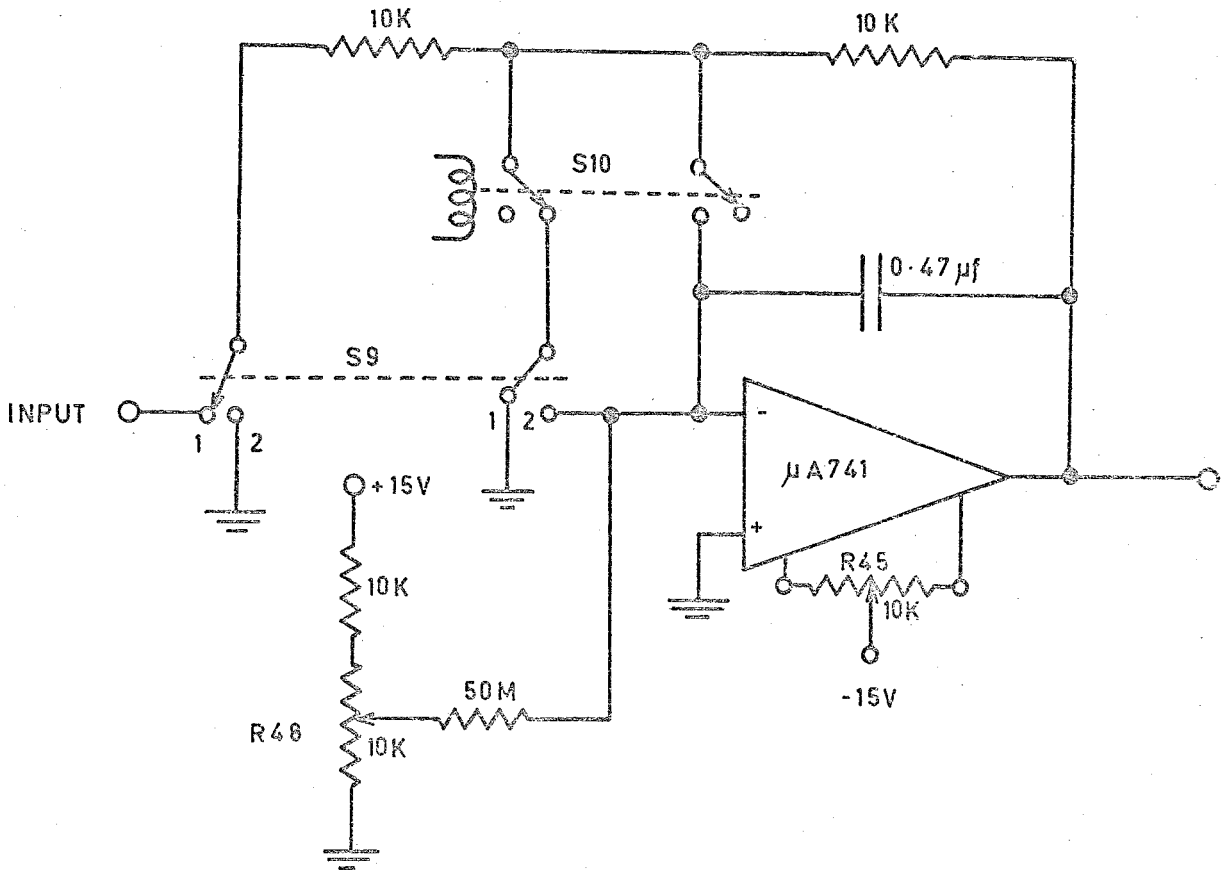 10K
10 K
S10
0.47 µf
S9
INPUT
1 2
1 2
-
µA741
+
+15V
10K
R45
10K
-15V
50M
R48
10K